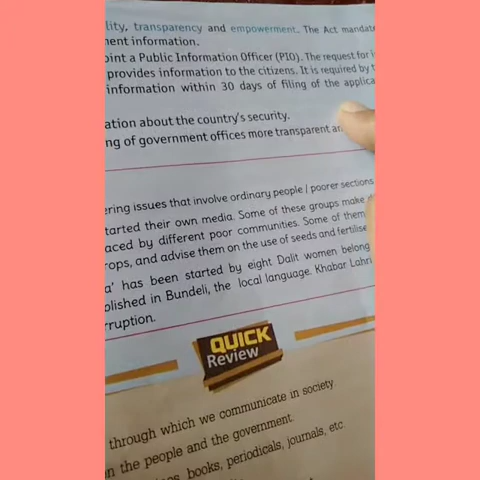 lity, transparency and empowerment. The Act mandate
ment information.
oint a Public Information Officer (PIO). The request for i
provides information to the citizens. It is required by t
information within 30 days of filing of the applica
ation about the country's security.
ng of government offices more transparent an
ering issues that involve ordinary people / poorer sections
tarted their own media. Some of these groups make
aced by different poor communities. Some of them
rops, and advise them on the use of seeds and fertilise
a' has been started by eight Dalit women belong
blished in Bundeli, the local language. Khabar Lahri
rruption.
QUICK
Review
through which we communicate in society.
n the people and the government.
books, periodicals, journals, etc.